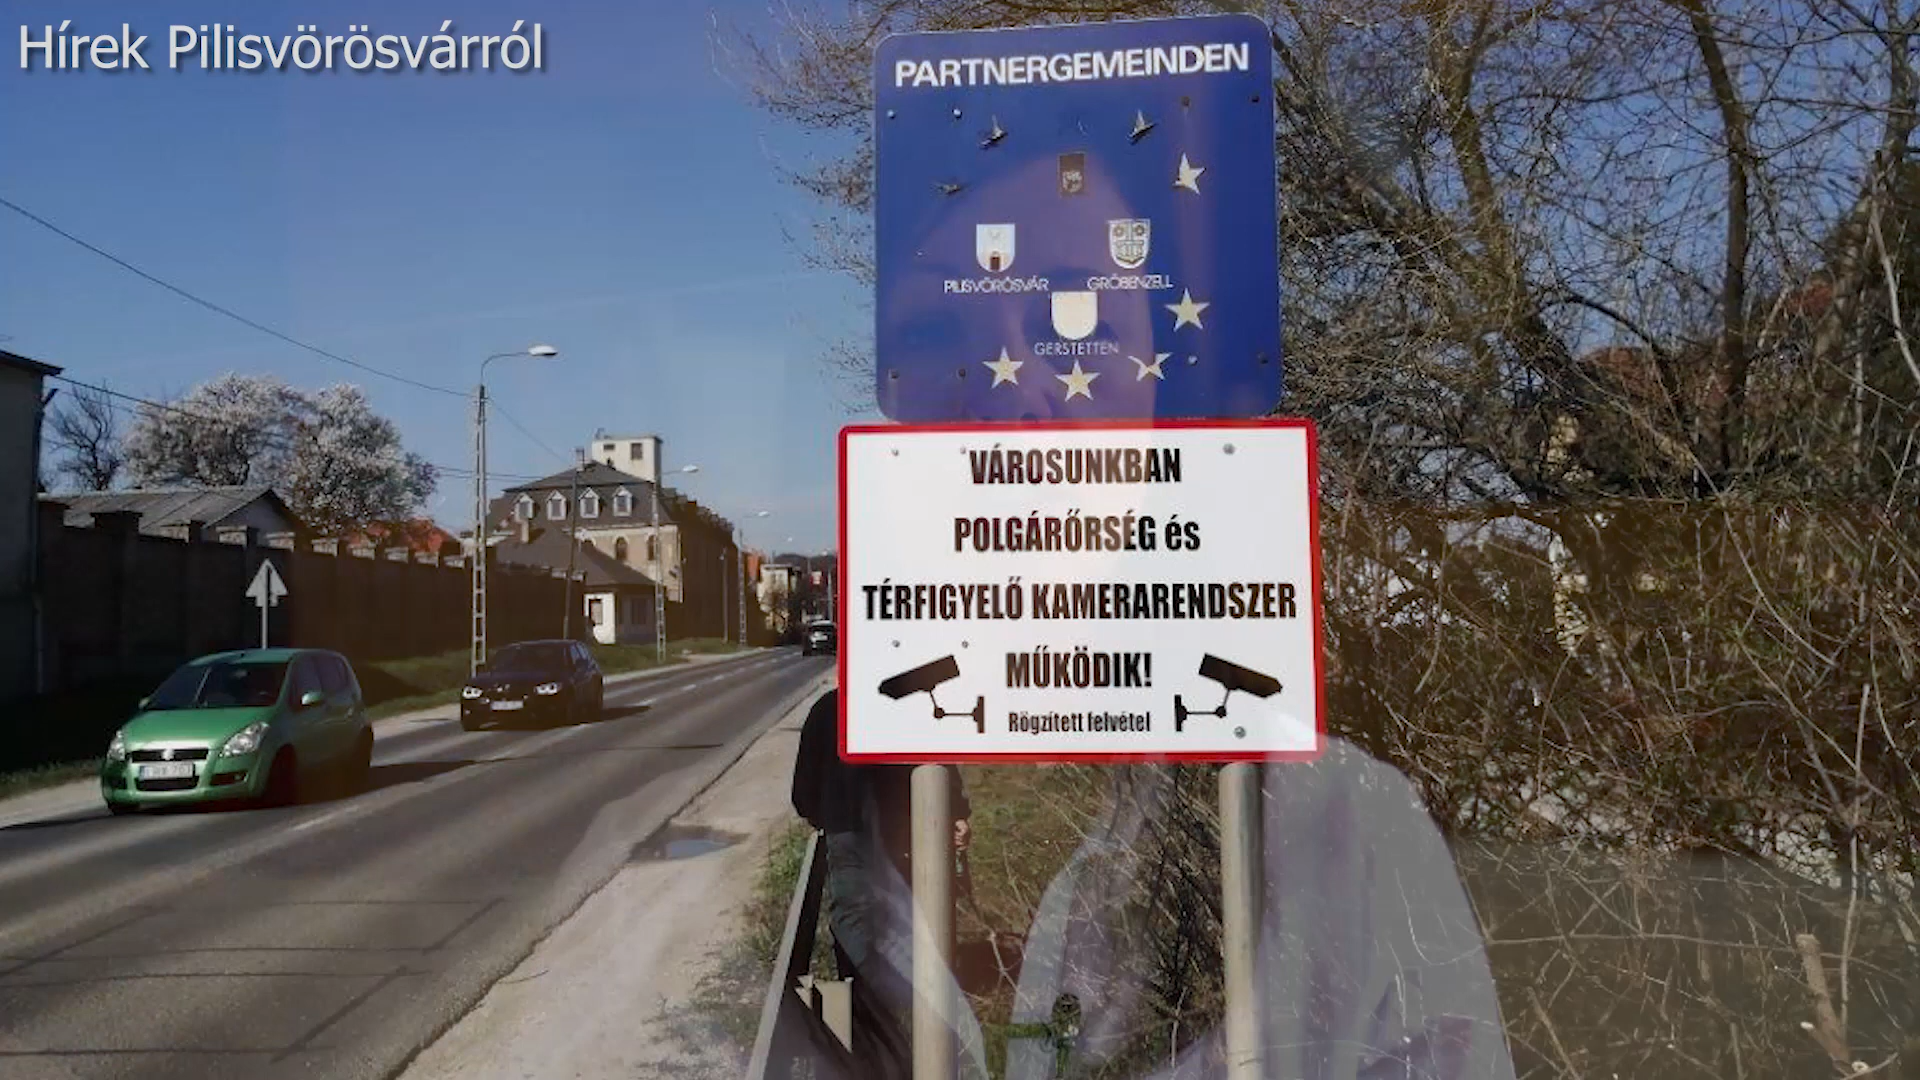 Hírek Pilisvörösvárról
PARTNERGEMEINDEN
PILISVÖRÖSVÁR GRÖBENZELL
GERSTETTEN
VÁROSUNKBAN
POLGÁRŐRSÉG és
TÉRFIGYELŐ KAMERARENDSZER
MŰKÖDIK!
Rögzített felvétel